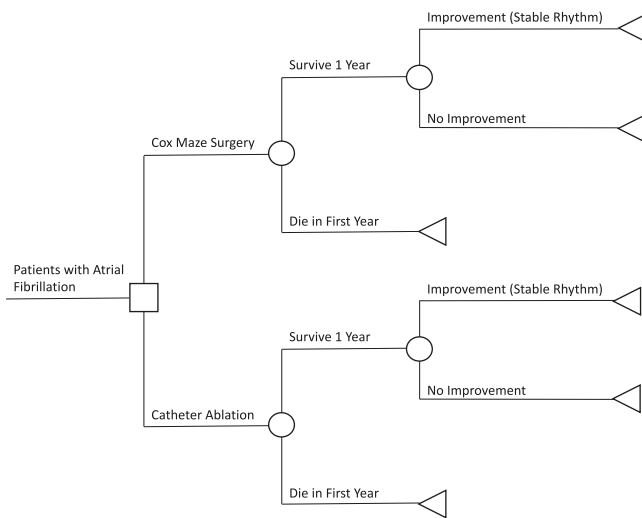 Improvement (Stable Rhythm)
Survive 1 Year
No Improvement
Cox Maze Surgery
Die in First Year
Patients with Atrial
Fibrillation
Improvement (Stable Rhythm)
Survive 1 Year
No Improvement
Catheter Ablation
Die in First Year